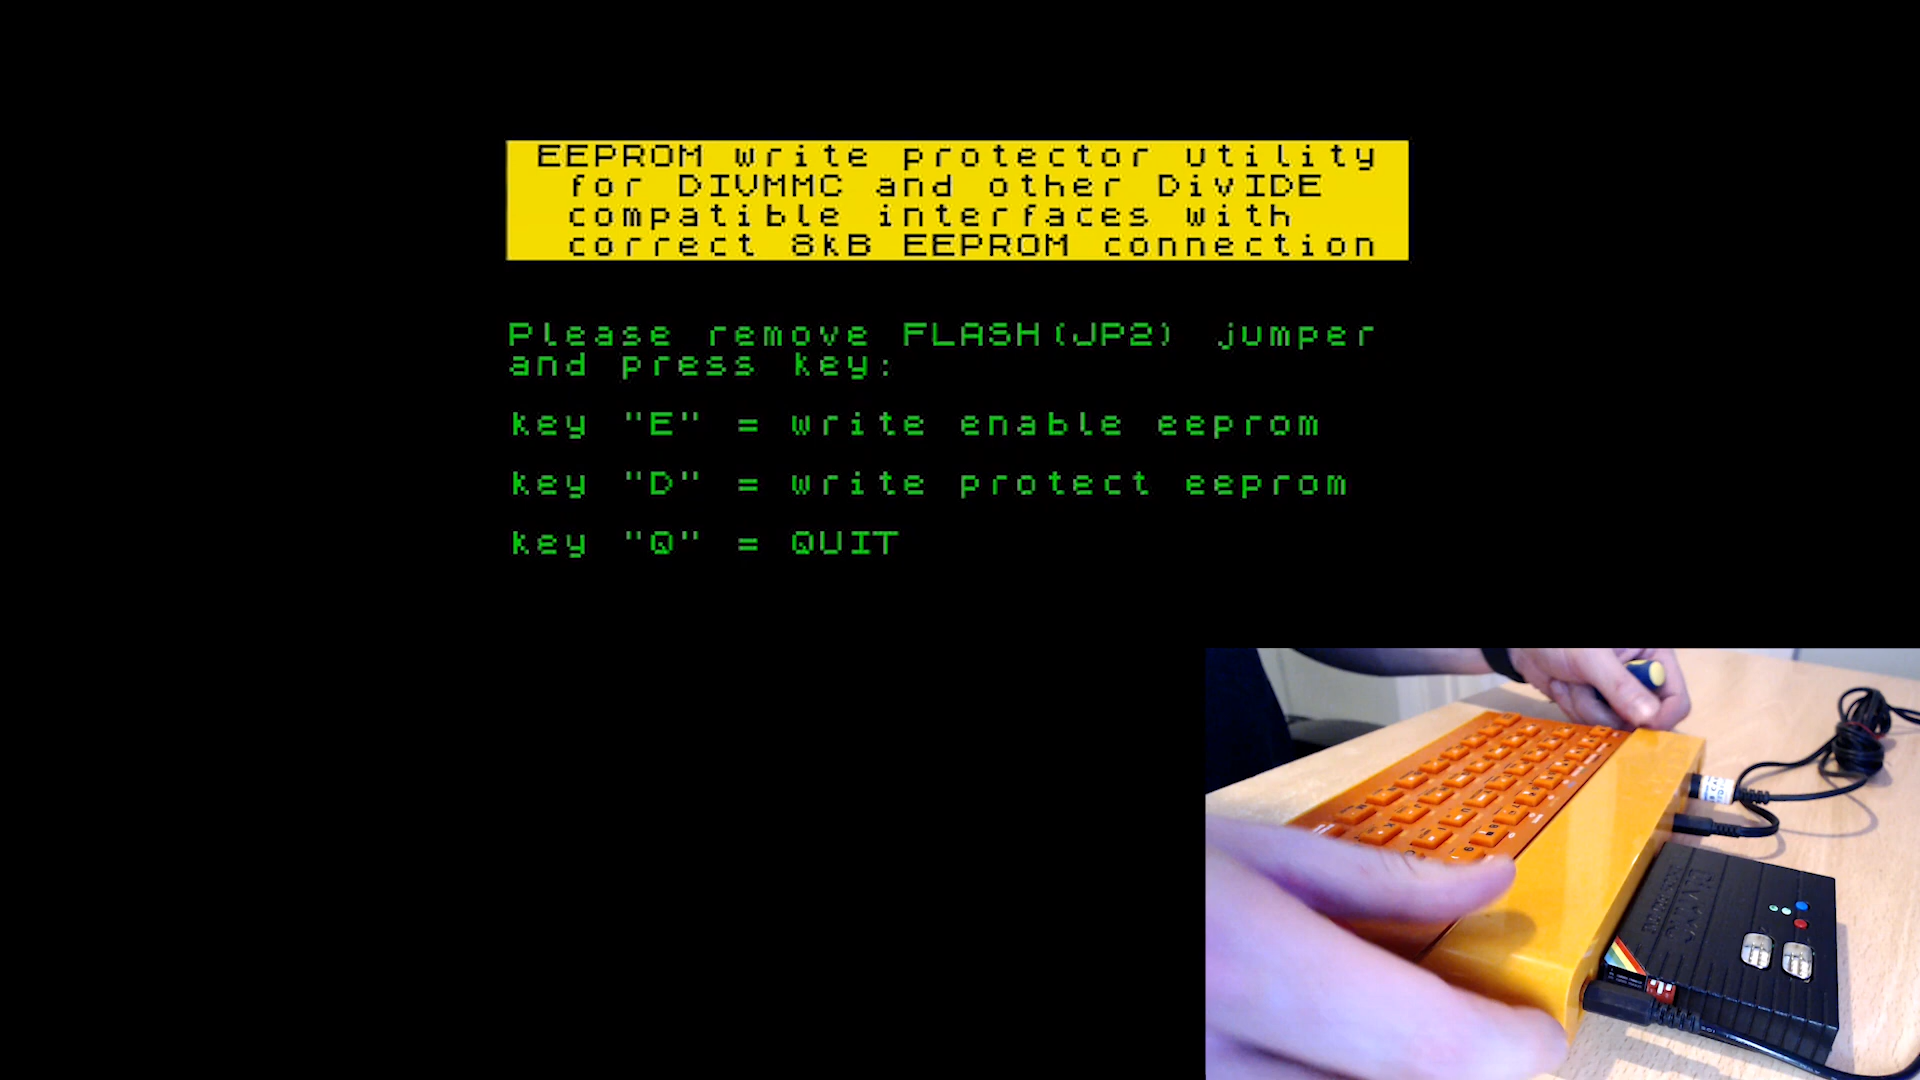 EEPROM write protector utility
for DIVMMC and other DivIDE
compatible interfaces with
correct 8kB EEPROM connection
Please remove FLASH(JP2) jumper
and press key:
key "E" = write enable eeprom
key "D" = write protect eeprom
key "Q" = QUIT